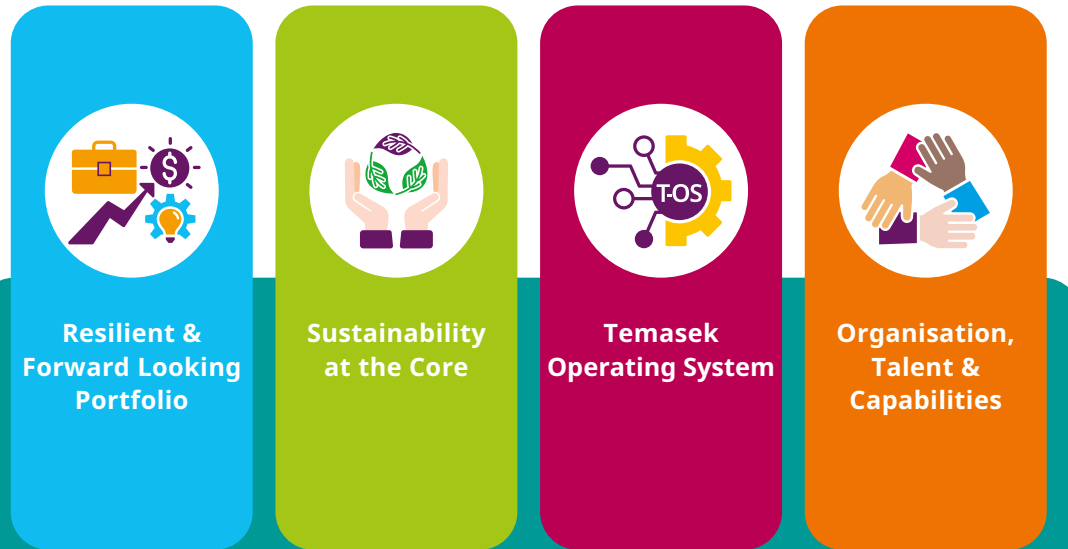 $
Resilient &
Forward Looking
Portfolio
Sustainability
at the Core
T-OS
Temasek
Operating System
Organisation,
Talent &
Capabilities